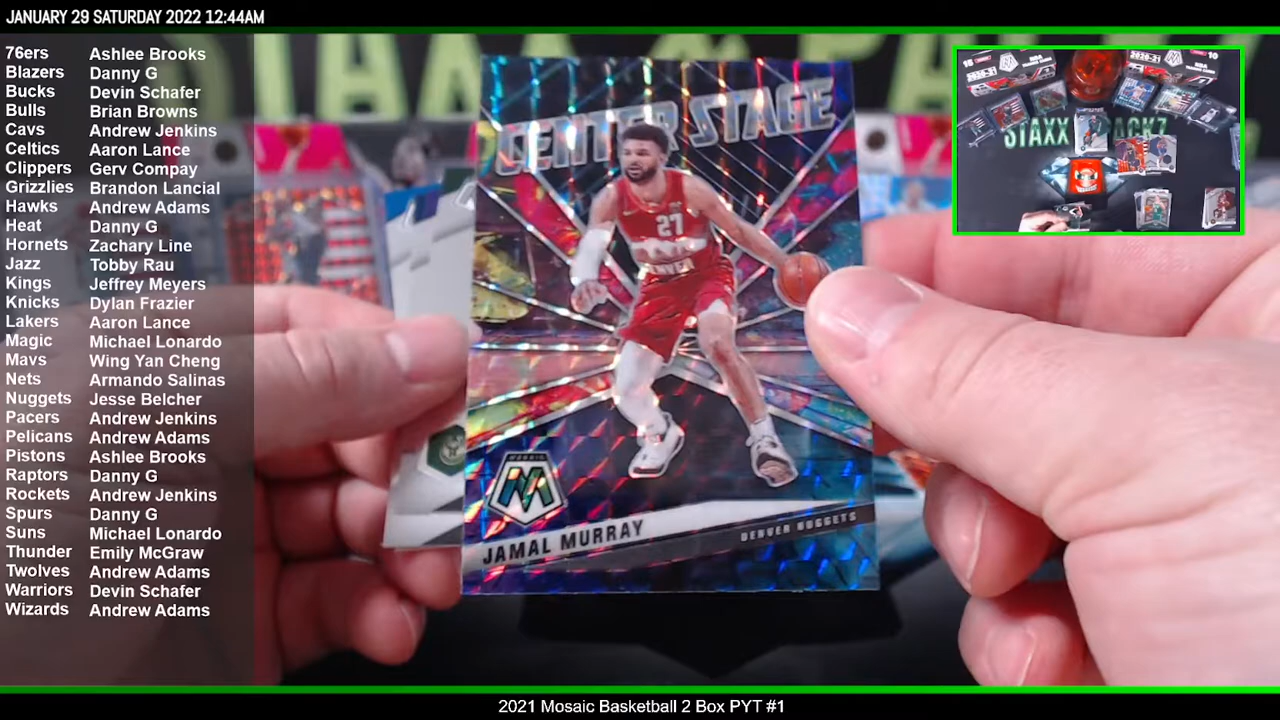 JANUARY 29 SATURDAY 2022 12:44AM
76ers Ashlee Brooks
Blazers Danny G
Bucks Devin Schafer
Bulls Brian Browns
Cavs Andrew Jenkins
Celtics Aaron Lance
Clippers Gerv Compay
Grizzlies Brandon Lancial
Hawks Andrew Adams
Heat Danny G
Hornets Zachary Line
Jazz Tobby Rau
Kings Jeffrey Meyers
Knicks Dylan Frazier
Lakers Aaron Lance
Magic Michael Lonardo
Mavs Wing Yan Cheng
Nets Armando Salinas
Nuggets Jesse Belcher
Pacers Andrew Jenkins
Pelicans Andrew Adams
Pistons Ashlee Brooks
Raptors Danny G
Rockets Andrew Jenkins
Spurs Danny G
Suns Michael Lonardo
Thunder Emily McGraw
Twolves Andrew Adams
Warriors Devin Schafer
Wizards Andrew Adams
CENTER STAGE
27
MOSAIC
M
JAMAL MURRAY
DENVER NUGGETS
STAXX
2021 Mosaic Basketball 2 Box PYT #1